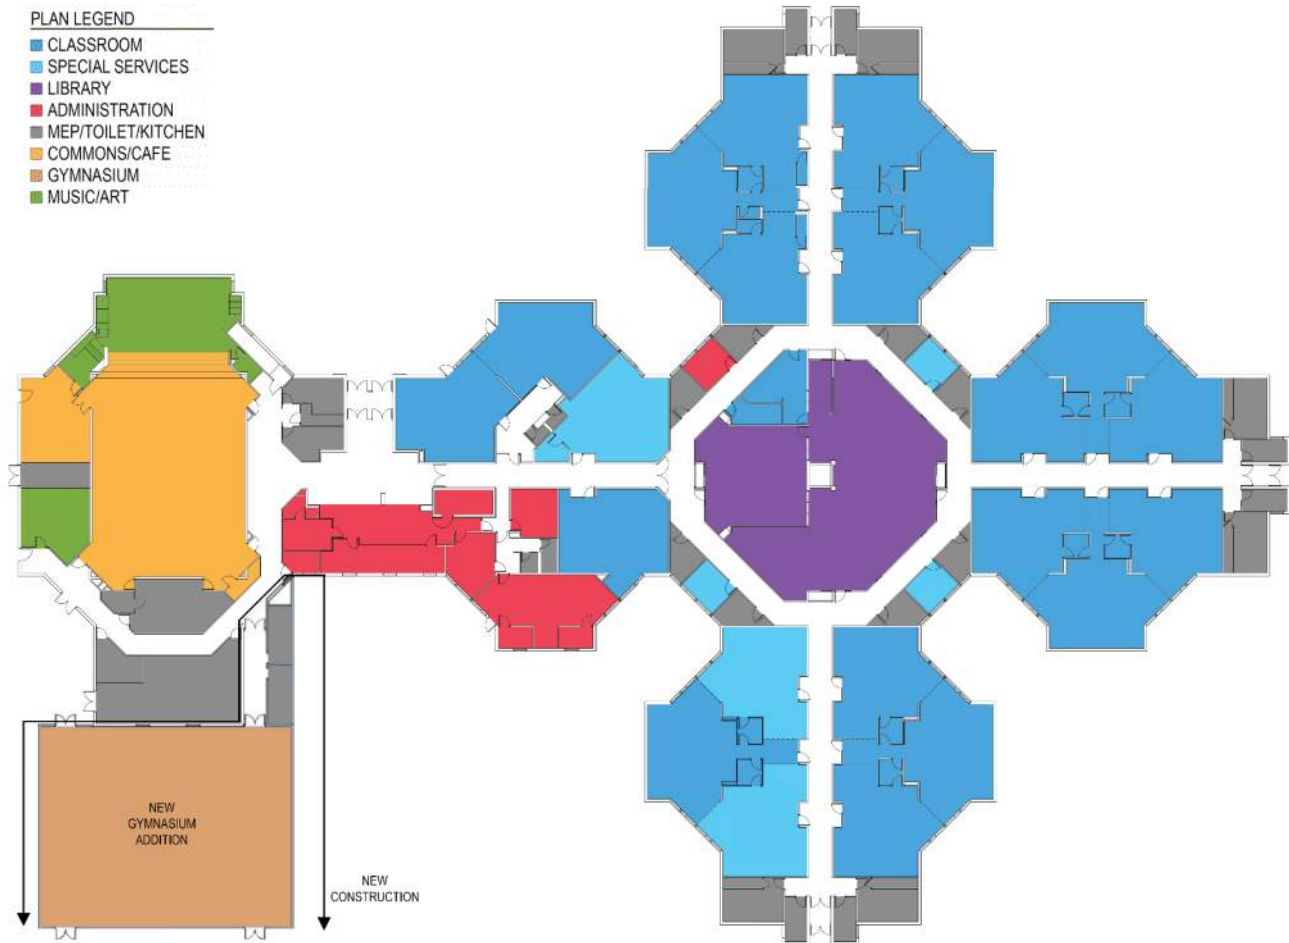 PLAN LEGEND
CLASSROOM
SPECIAL SERVICES
LIBRARY
ADMINISTRATION
MEP/TOILET/KITCHEN
COMMONS/CAFE
GYMNASIUM
MUSIC/ART
NEW
GYMNASIUM
ADDITION
NEW
CONSTRUCTION